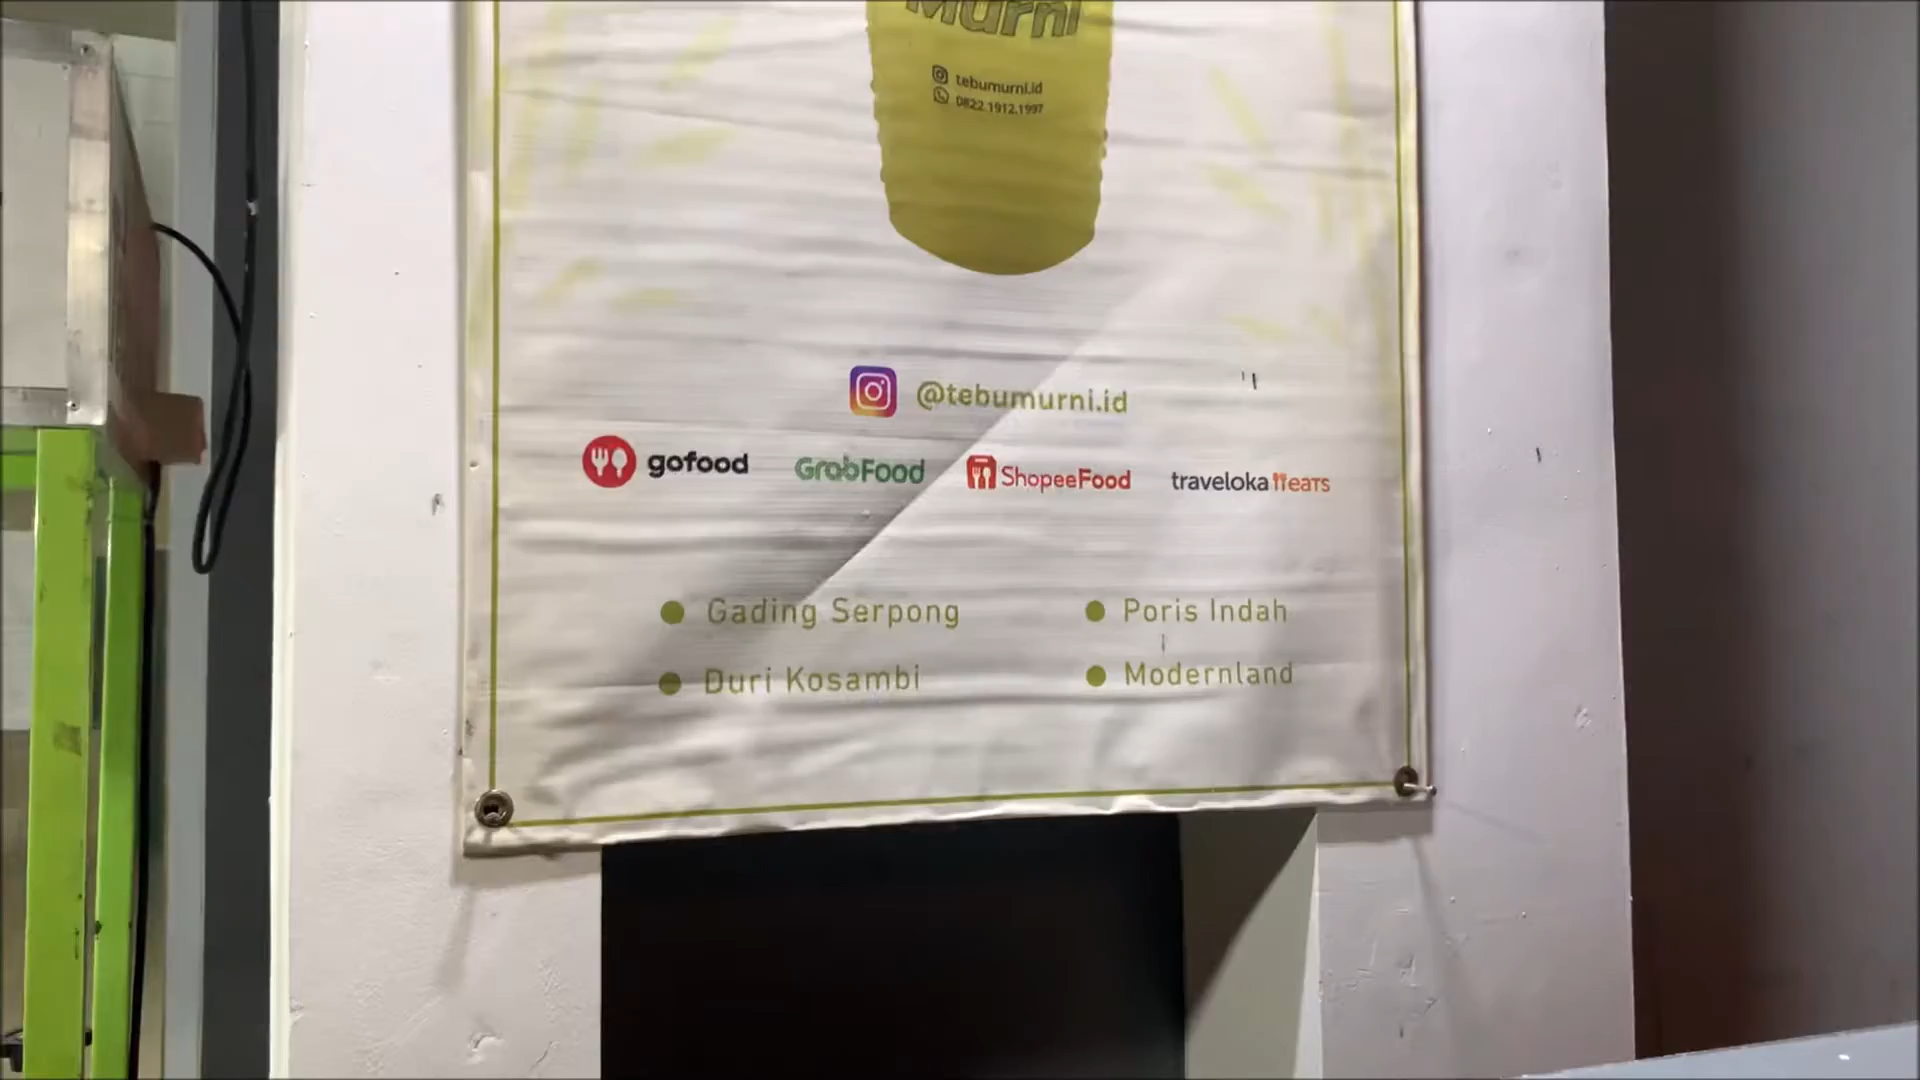 Murni
tebumurni.id
0822.1912.1997
@tebumurni.id
gofood GrabFood ShopeeFood traveloka eats
Gading Serpong
Duri Kosambi
Poris Indah
Modernland